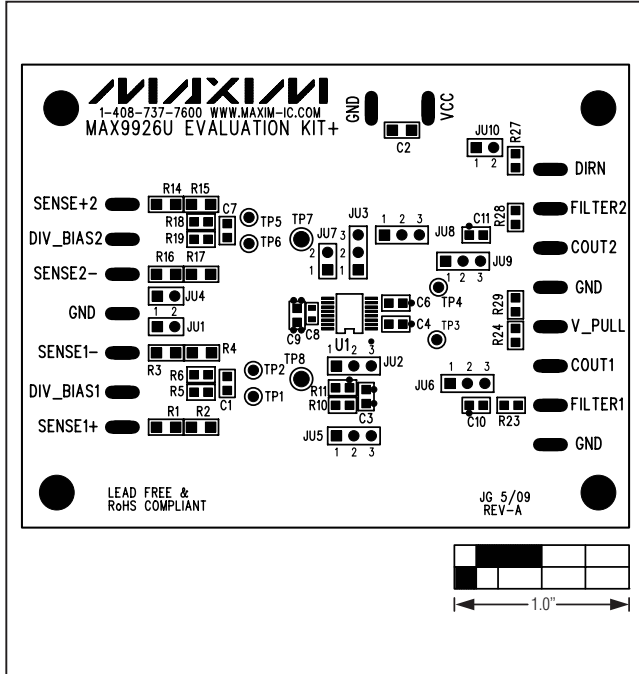 MAXIM
1-408-737-7600 WWW.MAXIM-IC.COM
MAX9926U EVALUATION KIT+
GND
VCC
C2
JU10
1 2
R27
DIRN
FILTER2
R28
COUT2
GND
R29
V_PULL
R24
COUT1
FILTER1
GND
SENSE+2
DIV_BIAS2
SENSE2-
GND
SENSE1-
DIV_BIAS1
SENSE1+
R14 R15
R18
R19
C7
TP5
TP6
R16 R17
JU4
1 2
JU1
R3
R4
R6
R5
C1
TP2
TP1
R1 R2
TP7
JU7
2
1
JU3
3
2
1
1 2 3
JU8
C11
JU9
1 2 3
C9
C8
U1
C6
C4
TP4
TP3
TP8
JU2
1 2 3
R11
R10
C3
JU5
1 2 3
JU6
1 2 3
C10
R23
LEAD FREE &
RoHS COMPLIANT
JG 5/09
REV-A
1.0"